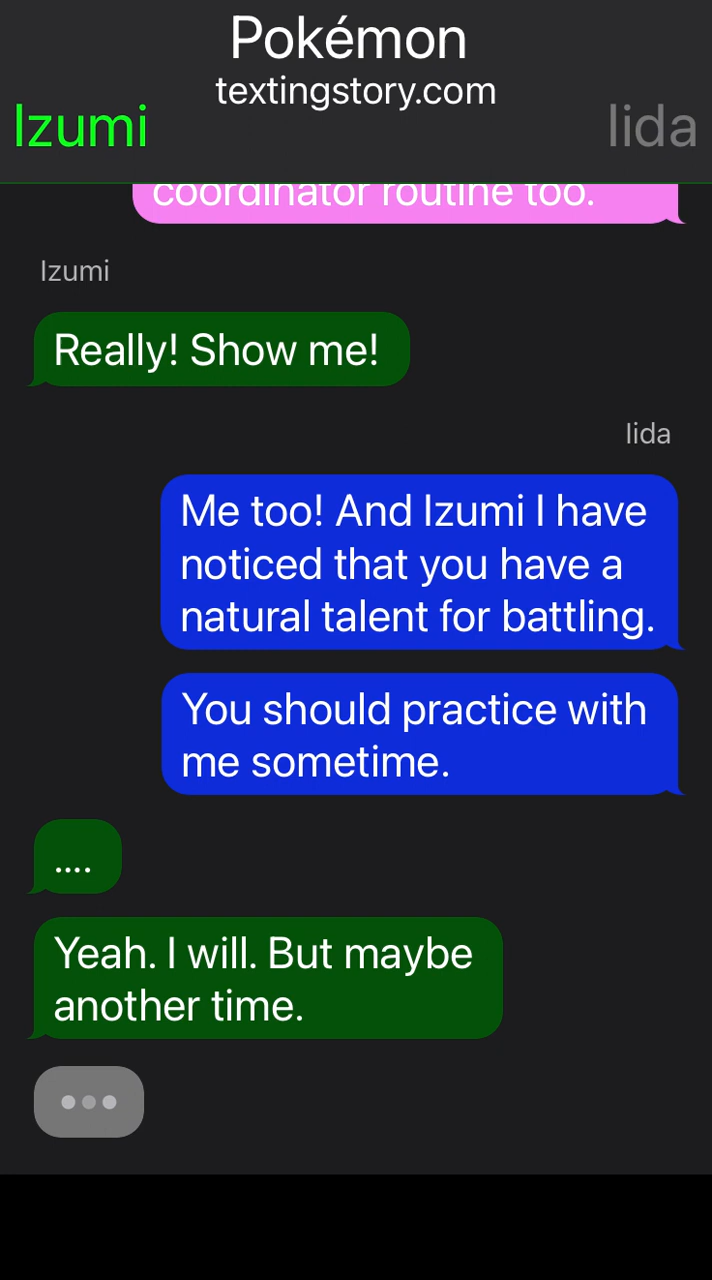 Pokémon
textingstory.com
Izumi
Iida
coordinator routine too.
Izumi
Really! Show me!
Iida
Me too! And Izumi I have
noticed that you have a
natural talent for battling.
You should practice with
me sometime.
....
Yeah. I will. But maybe
another time.